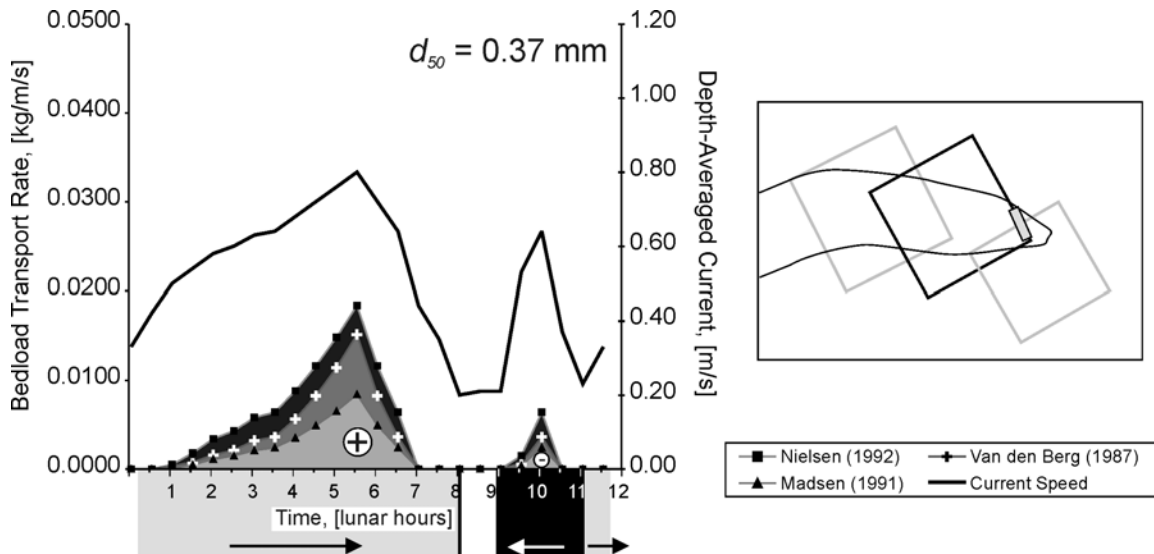 d50 = 0.37 mm
Bedload Transport Rate, [kg/m/s]
0.0500
0.0400
0.0300
0.0200
0.0100
0.0000
Depth-Averaged Current, [m/s]
1.20
1.00
0.80
0.60
0.40
0.20
0.00
+
-
1 2 3 4 5 6 7 8 9 10 11 12
Time, [lunar hours]
Nielsen (1992)
Van den Berg (1987)
Madsen (1991)
Current Speed